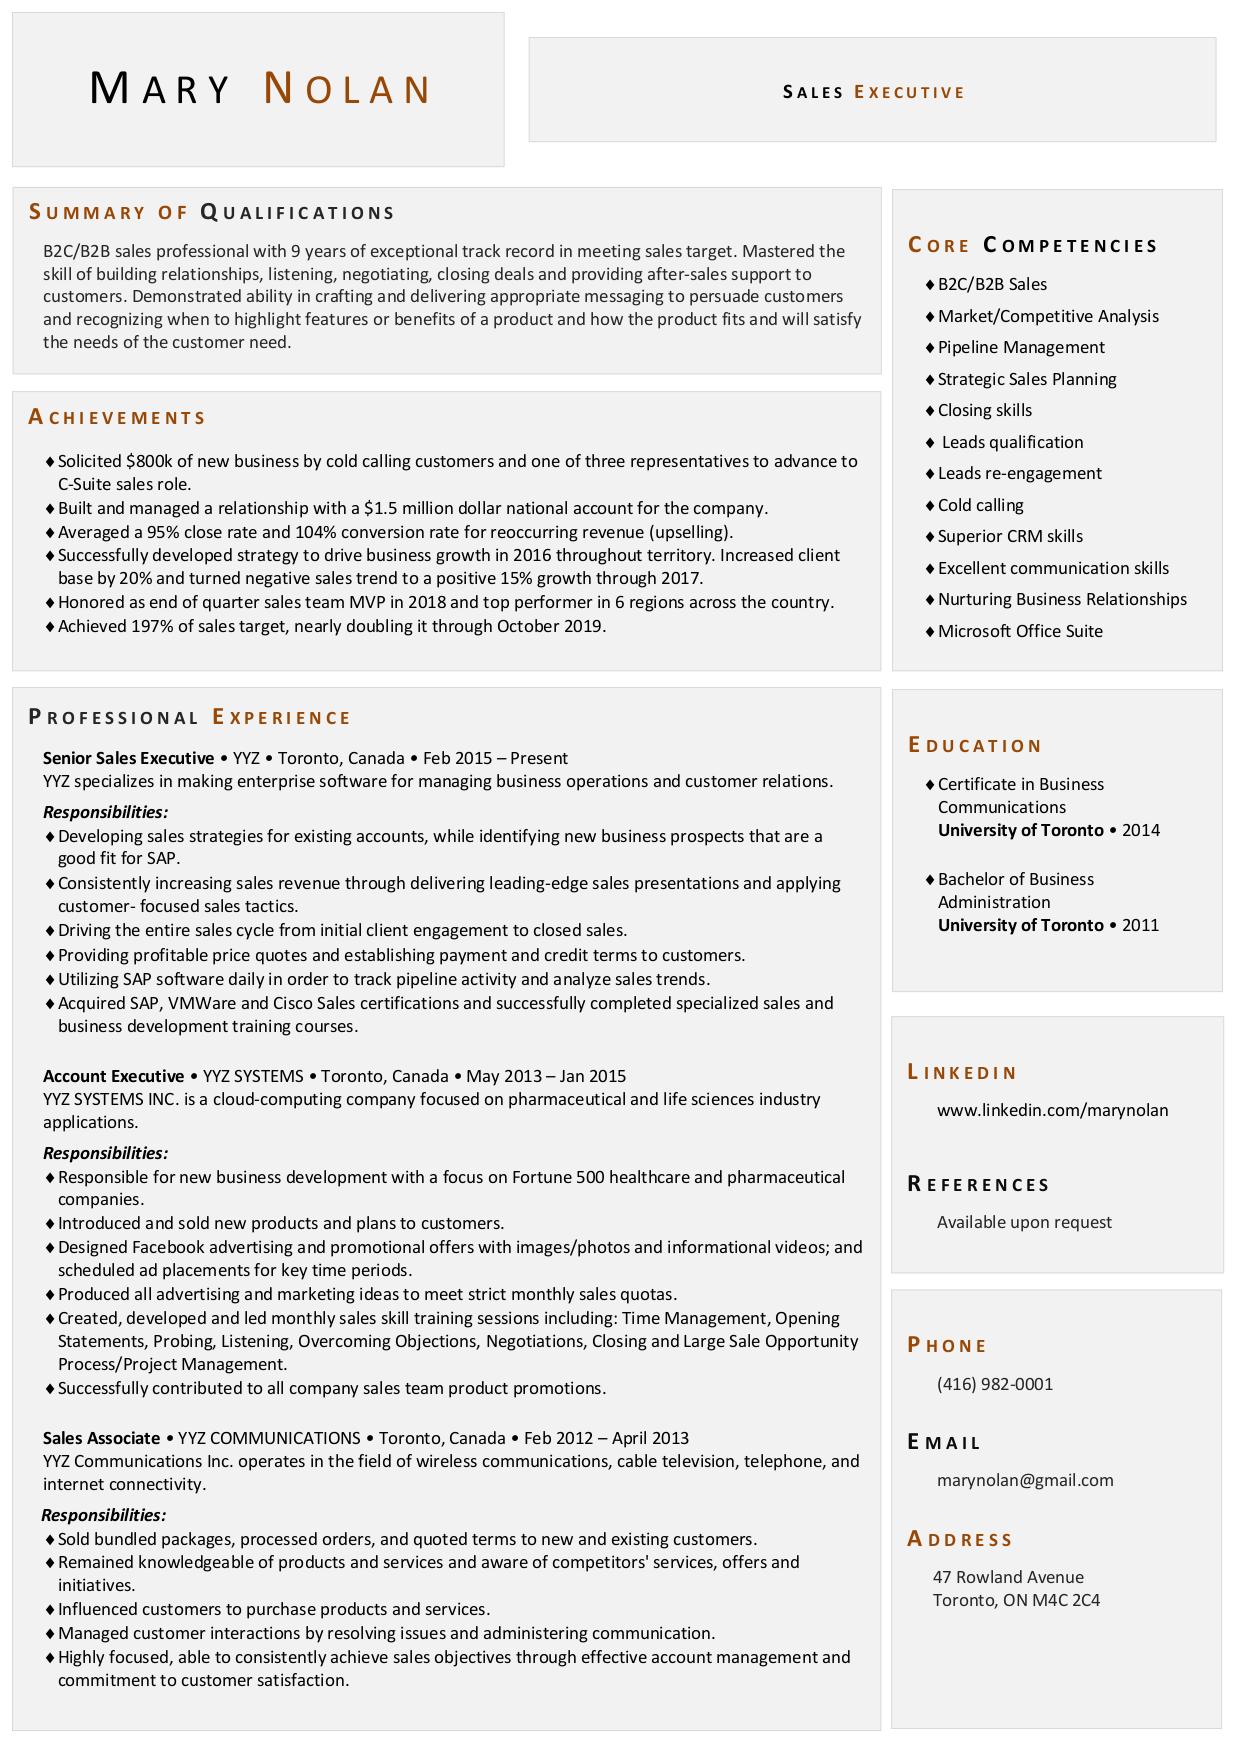 MARY NOLAN
SALES EXECUTIVE
SUMMARY OF QUALIFICATIONS
B2C/B2B sales professional with 9 years of exceptional track record in meeting sales target. Mastered the
skill of building relationships, listening, negotiating, closing deals and providing after-sales support to
customers. Demonstrated ability in crafting and delivering appropriate messaging to persuade customers
and recognizing when to highlight features or benefits of a product and how the product fits and will satisfy
the needs of the customer need.
ACHIEVEMENTS
♦Solicited $800k of new business by cold calling customers and one of three representatives to advance to
C-Suite sales role.
♦Built and managed a relationship with a $1.5 million dollar national account for the company.
♦Averaged a 95% close rate and 104% conversion rate for reoccurring revenue (upselling).
♦Successfully developed strategy to drive business growth in 2016 throughout territory. Increased client
base by 20% and turned negative sales trend to a positive 15% growth through 2017.
♦Honored as end of quarter sales team MVP in 2018 and top performer in 6 regions across the country.
♦Achieved 197% of sales target, nearly doubling it through October 2019.
PROFESSIONAL EXPERIENCE
Senior Sales Executive • YYZ • Toronto, Canada • Feb 2015 – Present
YYZ specializes in making enterprise software for managing business operations and customer relations.
Responsibilities:
♦Developing sales strategies for existing accounts, while identifying new business prospects that are a
good fit for SAP.
♦Consistently increasing sales revenue through delivering leading-edge sales presentations and applying
customer- focused sales tactics.
♦Driving the entire sales cycle from initial client engagement to closed sales.
♦Providing profitable price quotes and establishing payment and credit terms to customers.
♦Utilizing SAP software daily in order to track pipeline activity and analyze sales trends.
♦Acquired SAP, VMWare and Cisco Sales certifications and successfully completed specialized sales and
business development training courses.
Account Executive • YYZ SYSTEMS • Toronto, Canada • May 2013 – Jan 2015
YYZ SYSTEMS INC. is a cloud-computing company focused on pharmaceutical and life sciences industry
applications.
Responsibilities:
♦Responsible for new business development with a focus on Fortune 500 healthcare and pharmaceutical
companies.
♦Introduced and sold new products and plans to customers.
♦Designed Facebook advertising and promotional offers with images/photos and informational videos; and
scheduled ad placements for key time periods.
♦Produced all advertising and marketing ideas to meet strict monthly sales quotas.
♦Created, developed and led monthly sales skill training sessions including: Time Management, Opening
Statements, Probing, Listening, Overcoming Objections, Negotiations, Closing and Large Sale Opportunity
Process/Project Management.
♦Successfully contributed to all company sales team product promotions.
Sales Associate • YYZ COMMUNICATIONS • Toronto, Canada • Feb 2012 – April 2013
YYZ Communications Inc. operates in the field of wireless communications, cable television, telephone, and
internet connectivity.
Responsibilities:
♦Sold bundled packages, processed orders, and quoted terms to new and existing customers.
♦Remained knowledgeable of products and services and aware of competitors' services, offers and
initiatives.
♦Influenced customers to purchase products and services.
♦Managed customer interactions by resolving issues and administering communication.
♦Highly focused, able to consistently achieve sales objectives through effective account management and
commitment to customer satisfaction.
CORE COMPETENCIES
♦B2C/B2B Sales
♦Market/Competitive Analysis
♦Pipeline Management
♦Strategic Sales Planning
♦Closing skills
♦ Leads qualification
♦Leads re-engagement
♦Cold calling
♦Superior CRM skills
♦Excellent communication skills
♦Nurturing Business Relationships
♦Microsoft Office Suite
EDUCATION
♦Certificate in Business
Communications
University of Toronto • 2014
♦Bachelor of Business
Administration
University of Toronto • 2011
LINKEDIN
www.linkedin.com/marynolan
REFERENCES
Available upon request
PHONE
(416) 982-0001
EMAIL
marynolan@gmail.com
ADDRESS
47 Rowland Avenue
Toronto, ON M4C 2C4